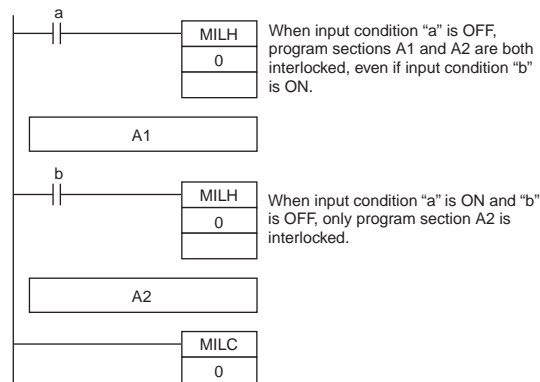 a
MILH
0
When input condition “a” is OFF,
program sections A1 and A2 are both
interlocked, even if input condition “b”
is ON.
A1
b
MILH
0
When input condition “a” is ON and “b”
is OFF, only program section A2 is
interlocked.
A2
MILC
0